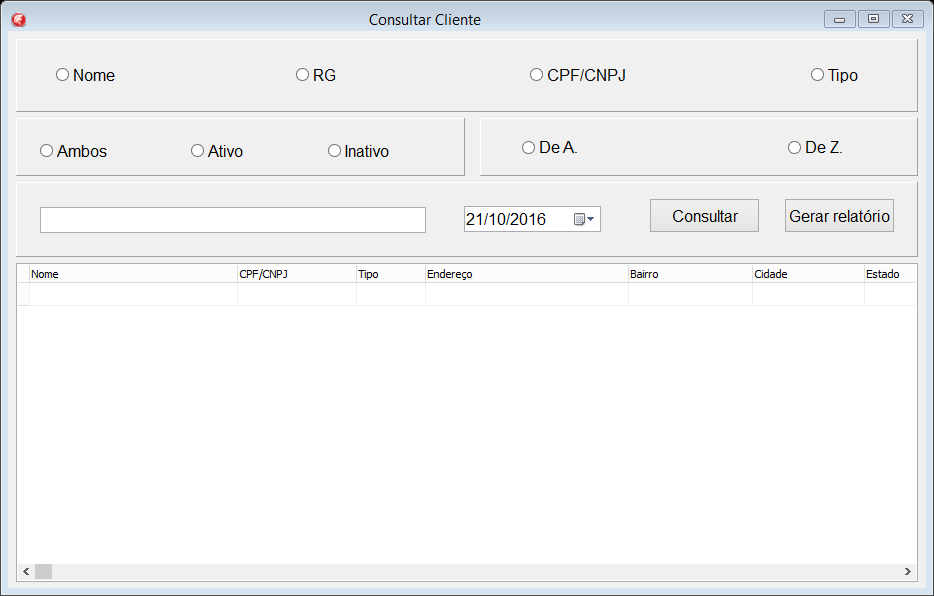 Consultar Cliente
Nome RG CPF/CNPJ Tipo
Ambos Ativo Inativo De A. De Z.
21/10/2016 Consultar Gerar relatório
Nome CPF/CNPJ Tipo Endereço Bairro Cidade Estado